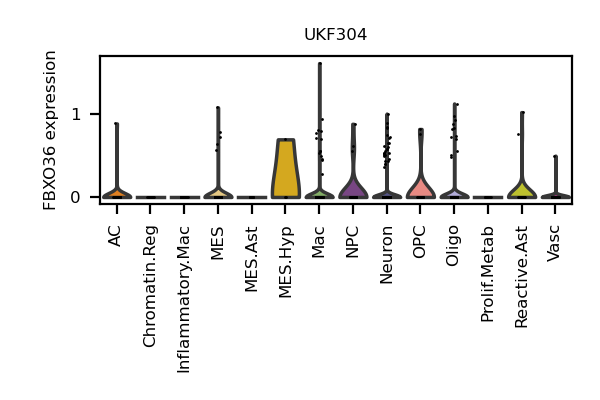 UKF304
FBXO36 expression
1
0
AC
Chromatin.Reg
Inflammatory.Mac
MES
MES.Ast
MES.Hyp
Mac
NPC
Neuron
OPC
Oligo
Prolif.Metab
Reactive.Ast
Vasc